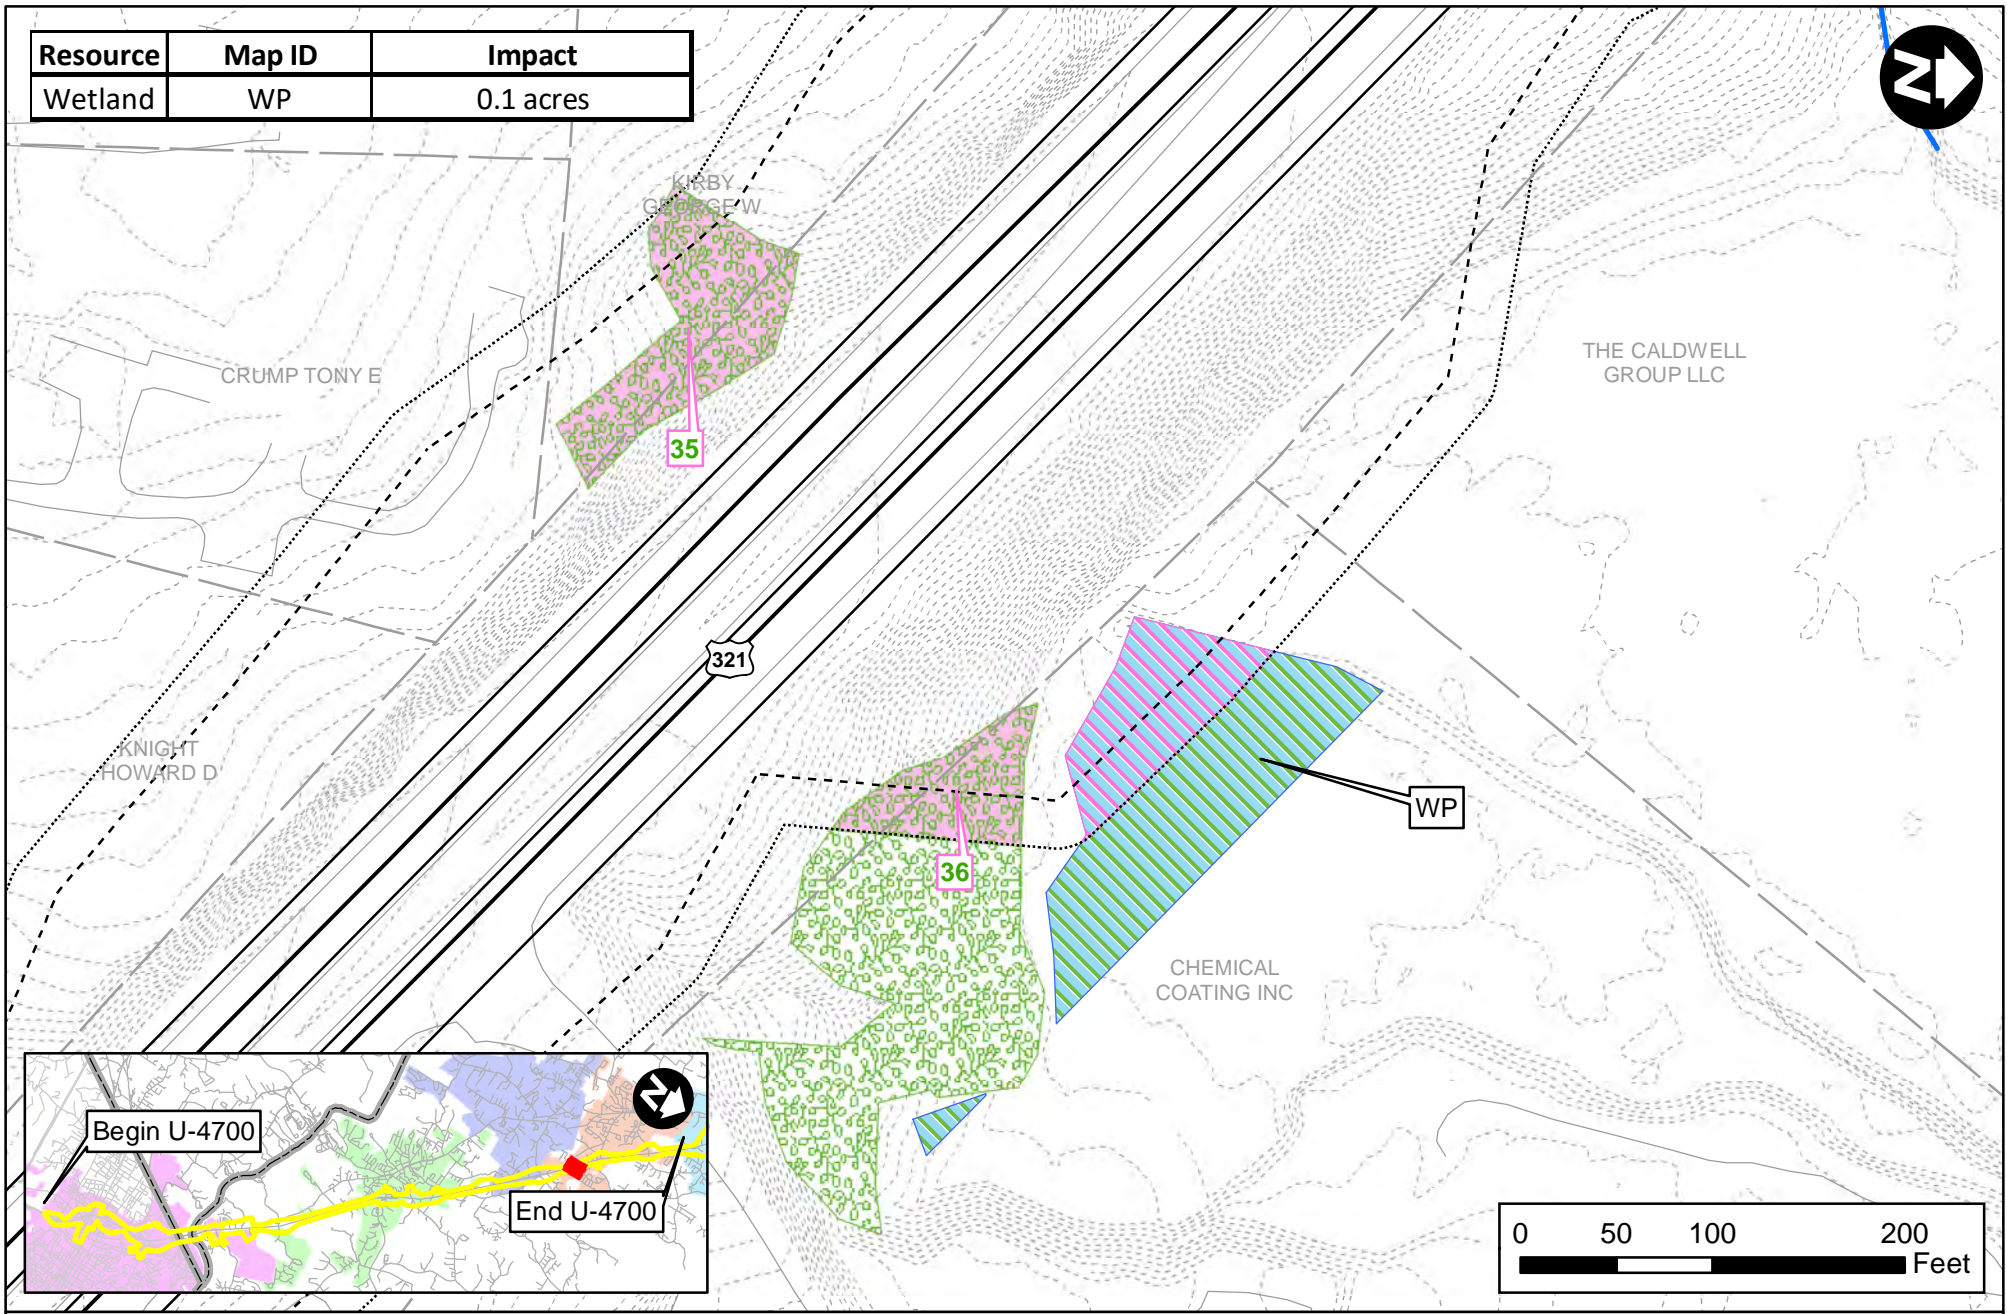 Resource Map ID Impact
Wetland WP 0.1 acres
N
KIRBY
GEORGE W
CRUMP TONY E
THE CALDWELL
GROUP LLC
35
321
KNIGHT
HOWARD D
WP
36
CHEMICAL
COATING INC
N
Begin U-4700
End U-4700
0 50 100 200
Feet